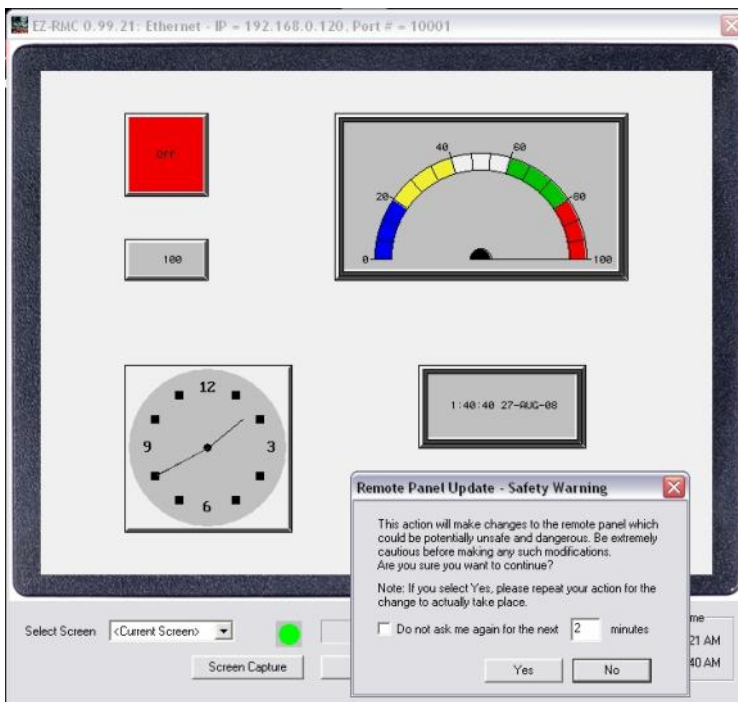 EZ-RMC 0.99.21: Ethernet - IP = 192.168.0.120, Port # = 10001
OFF
100
0
20
40
60
80
100
12
3
6
9
1:40:40 27-AUG-08
Remote Panel Update - Safety Warning
This action will make changes to the remote panel which
could be potentially unsafe and dangerous. Be extremely
cautious before making any such modifications.
Are you sure you want to continue?
Note: If you select Yes, please repeat your action for the
change to actually take place.
Do not ask me again for the next 2 minutes
Yes No
Select Screen <Current Screen>
Screen Capture
21 AM
40 AM